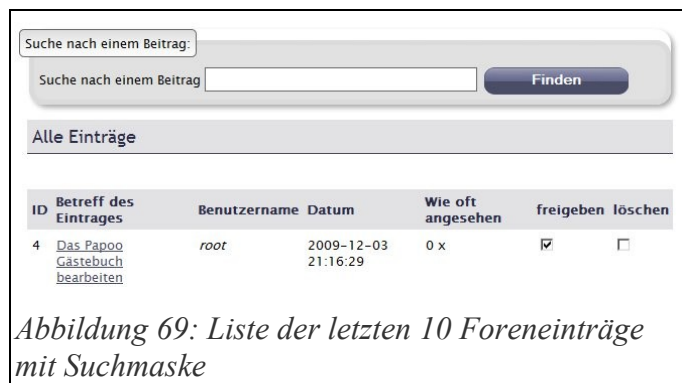 Suche nach einem Beitrag:
Suche nach einem Beitrag Finden
Alle Einträge
ID Betreff des Eintrages Benutzername Datum Wie oft angesehen freigeben löschen
4 Das Papoo Gästebuch bearbeiten root 2009-12-03 21:16:29 0 x
Abbildung 69: Liste der letzten 10 Foreneinträge
mit Suchmaske